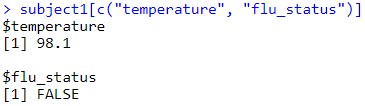 > subject1[c("temperature", "flu_status")]
$temperature
[1] 98.1
$flu_status
[1] FALSE